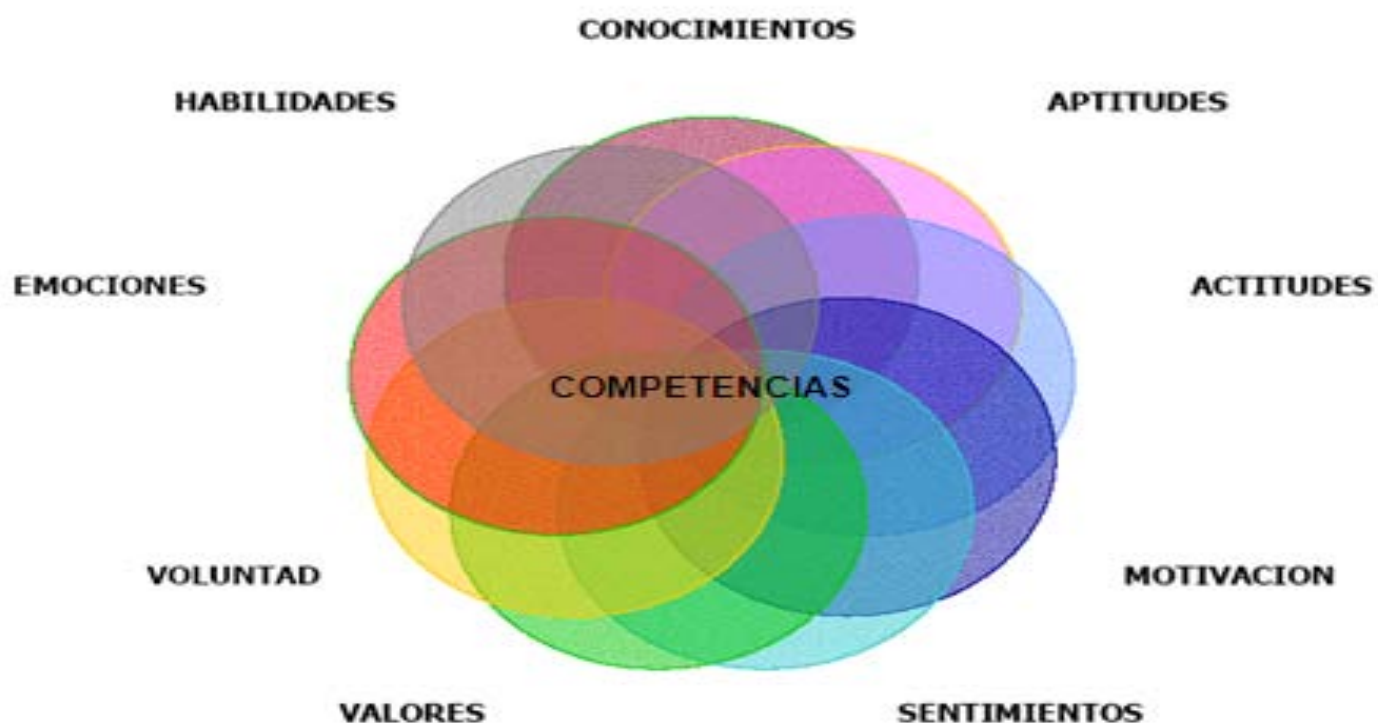 CONOCIMIENTOS
HABILIDADES
APTITUDES
EMOCIONES
ACTITUDES
COMPETENCIAS
VOLUNTAD
MOTIVACION
VALORES
SENTIMIENTOS